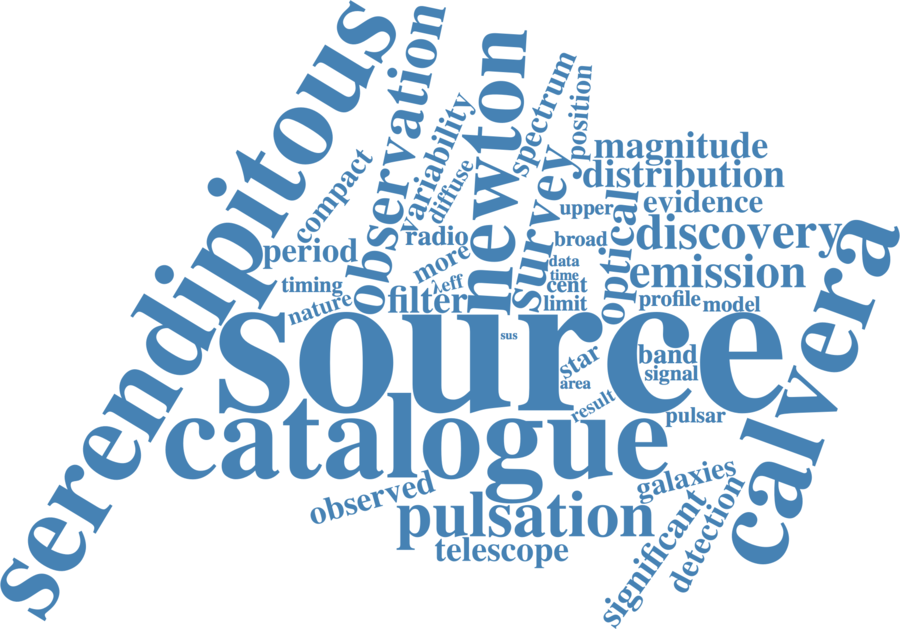 serendipitous
observation
newton
spectrum
position
variability
diffuse
compact
magnitude
distribution
survey
evidence
upper
optical
discovery
calvera
radio
broad
period
more
data
emission
time
timing
λeff
cent
nature
filter
limit
profile
model
source
sus
star
band
signal
area
result
pulsar
catalogue
galaxies
observed
significant
detection
pulsation
telescope